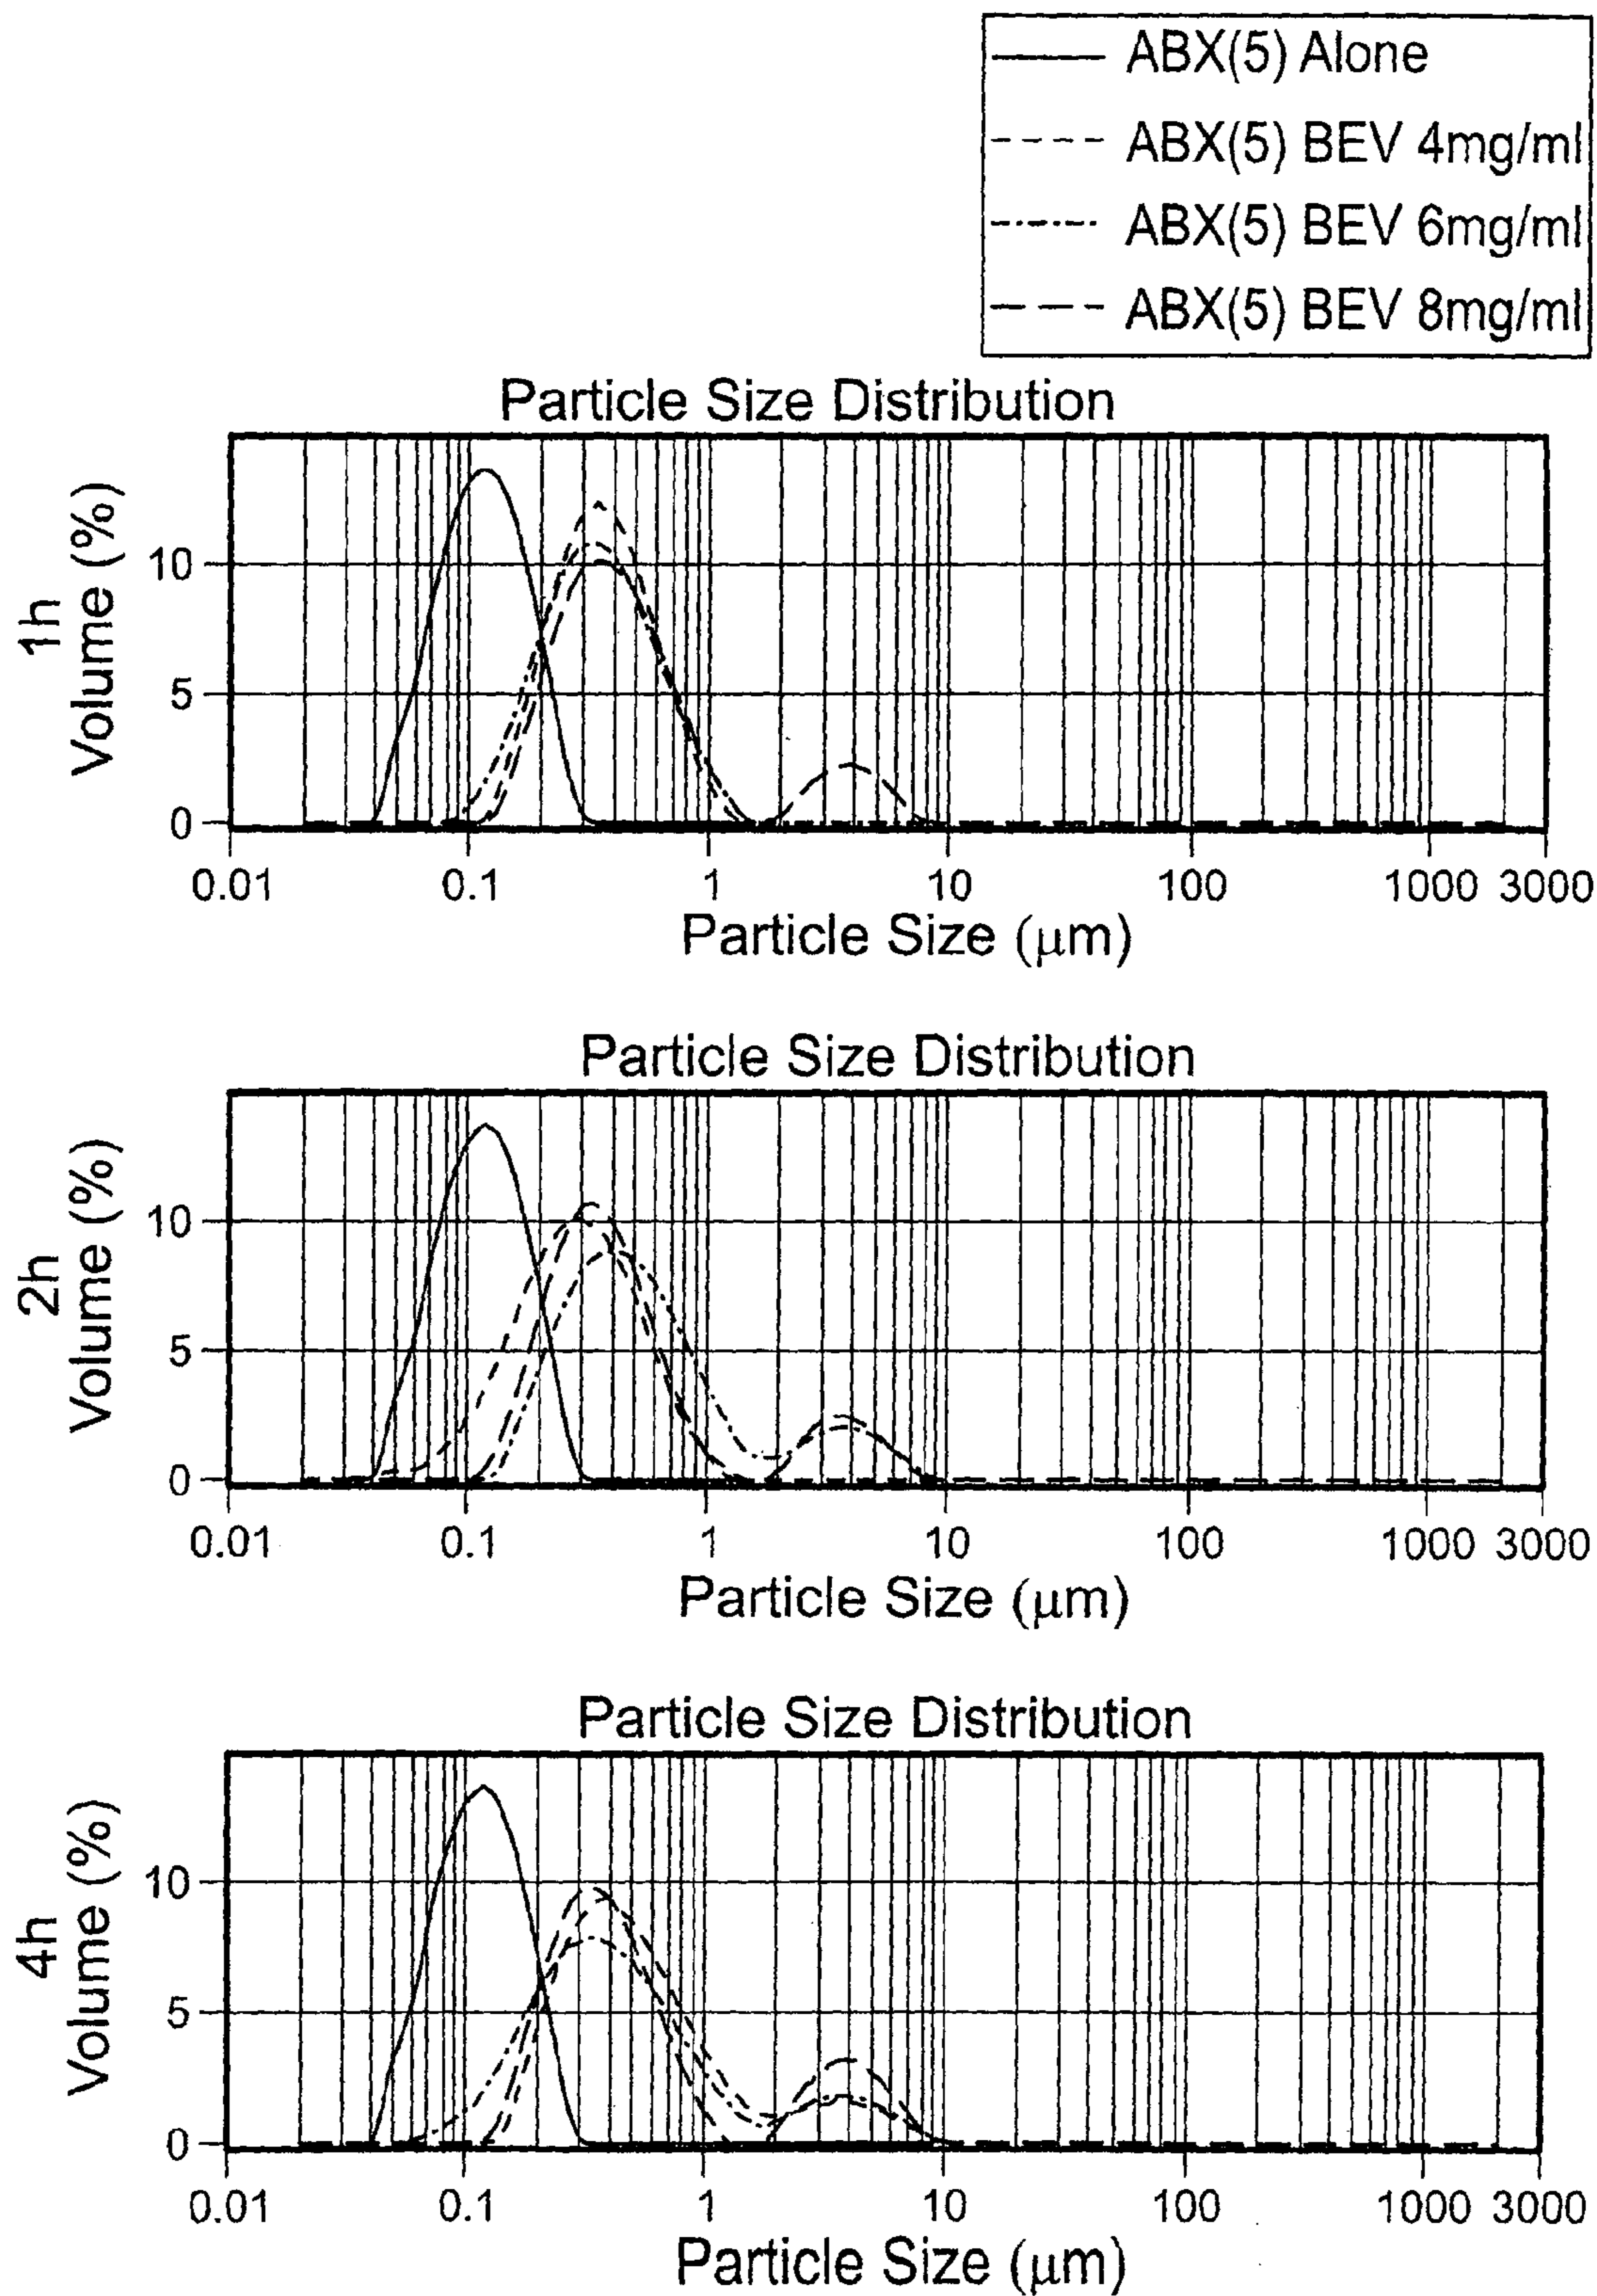 ABX(5) Alone
ABX(5) BEV 4mg/ml
ABX(5) BEV 6mg/ml
ABX(5) BEV 8mg/ml
Particle Size Distribution
1h
Volume (%)
10
5
0
0.01 0.1 1 10 100 1000 3000
Particle Size (μm)
Particle Size Distribution
2h
Volume (%)
10
5
0
0.01 0.1 1 10 100 1000 3000
Particle Size (μm)
Particle Size Distribution
4h
Volume (%)
10
5
0
0.01 0.1 1 10 100 1000 3000
Particle Size (μm)